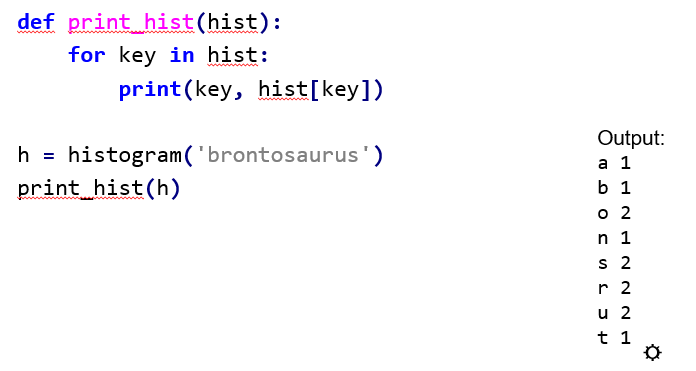 def print_hist(hist):
    for key in hist:
        print(key, hist[key])
h = histogram('brontosaurus')
print_hist(h)
Output:
a 1
b 1
o 2
n 1
s 2
r 2
u 2
t 1